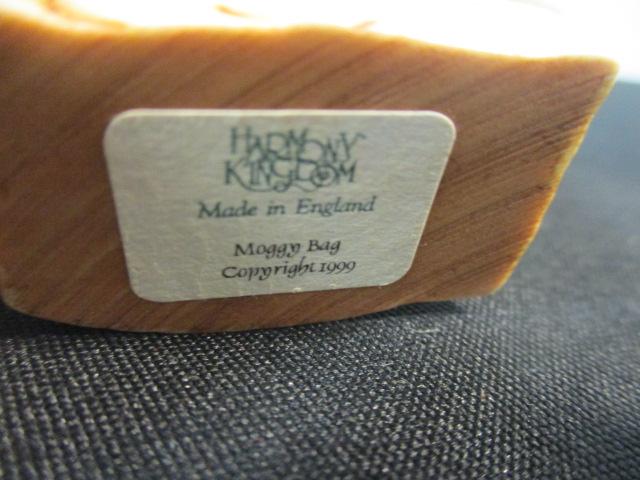 HARMONY
KINGDOM
Made in England
Moggy Bag
Copyright 1999